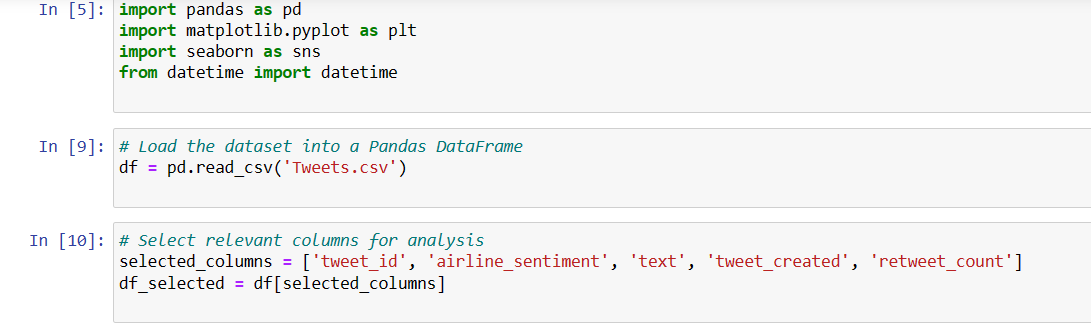 In [5]: import pandas as pd
import matplotlib.pyplot as plt
import seaborn as sns
from datetime import datetime
In [9]: # Load the dataset into a Pandas DataFrame
df = pd.read_csv('Tweets.csv')
In [10]: # Select relevant columns for analysis
selected_columns = ['tweet_id', 'airline_sentiment', 'text', 'tweet_created', 'retweet_count']
df_selected = df[selected_columns]